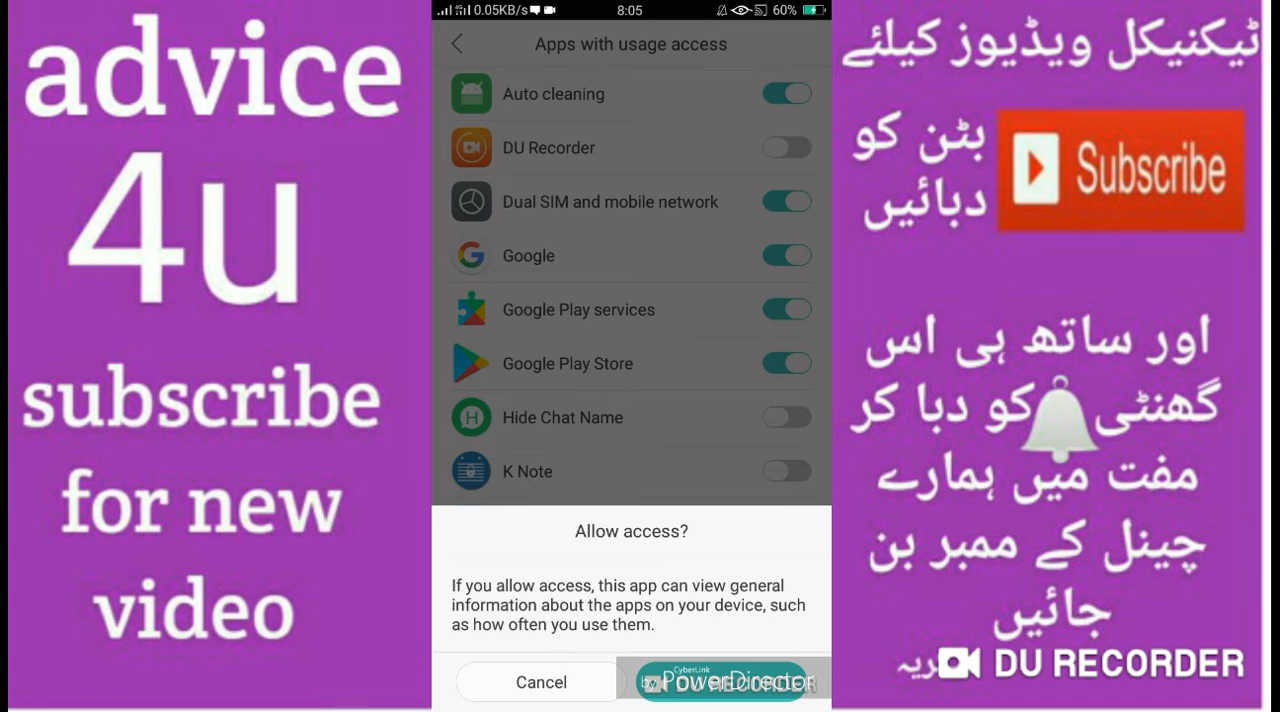 advice
4u
subscribe
for new
video
0.05KB/s
8:05
60%
Apps with usage access
Auto cleaning
DU Recorder
Dual SIM and mobile network
Google
Google Play services
Google Play Store
Hide Chat Name
K Note
Allow access?
If you allow access, this app can view general
information about the apps on your device, such
as how often you use them.
Cancel
CyberLink
by PowerDirector
DU RECORDER
ٹیکنیکل ویڈیوز کیلئے
بٹن کو
دبائیں
Subscribe
اور ساتھ ہی اس
گھنٹی کو دبا کر
مفت میں ہمارے
چینل کے ممبر بن
جائیں
DU RECORDER